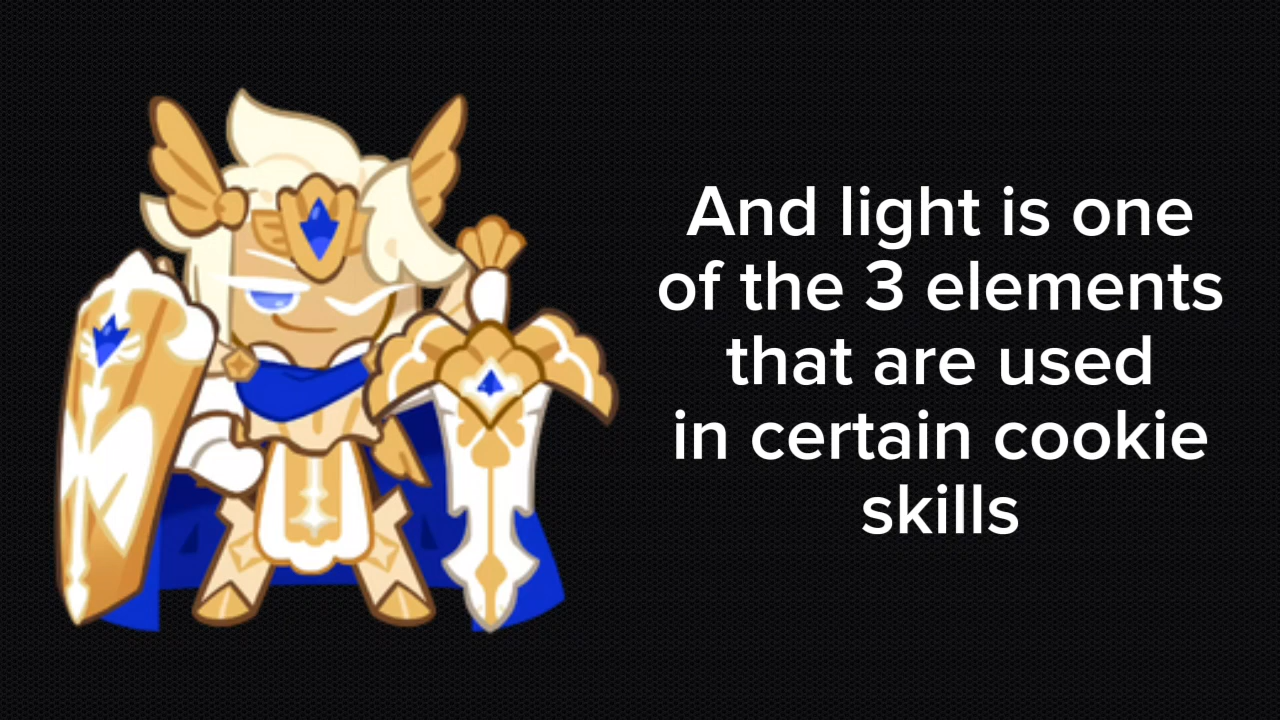 And light is one
of the 3 elements
that are used
in certain cookie
skills